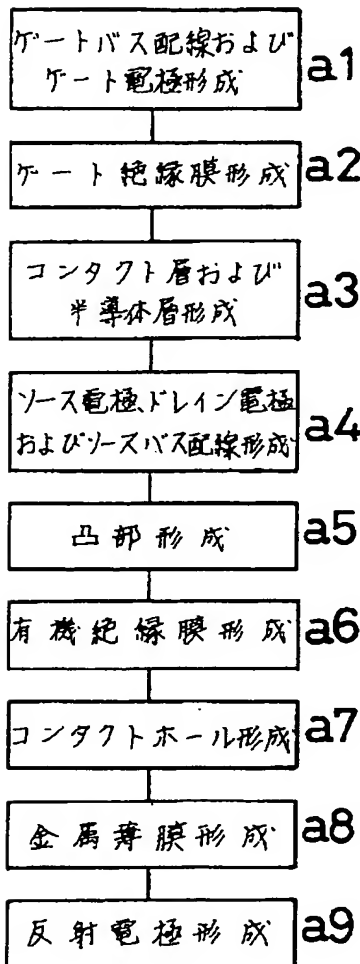 ゲートバス配線および
ゲート電極形成
a1
ゲート絶縁膜形成
a2
コンタクト層および
半導体層形成
a3
ソース電極、ドレイン電極
およびソースバス配線形成
a4
凸部形成
a5
有機絶縁膜形成
a6
コンタクトホール形成
a7
金属薄膜形成
a8
反射電極形成
a9